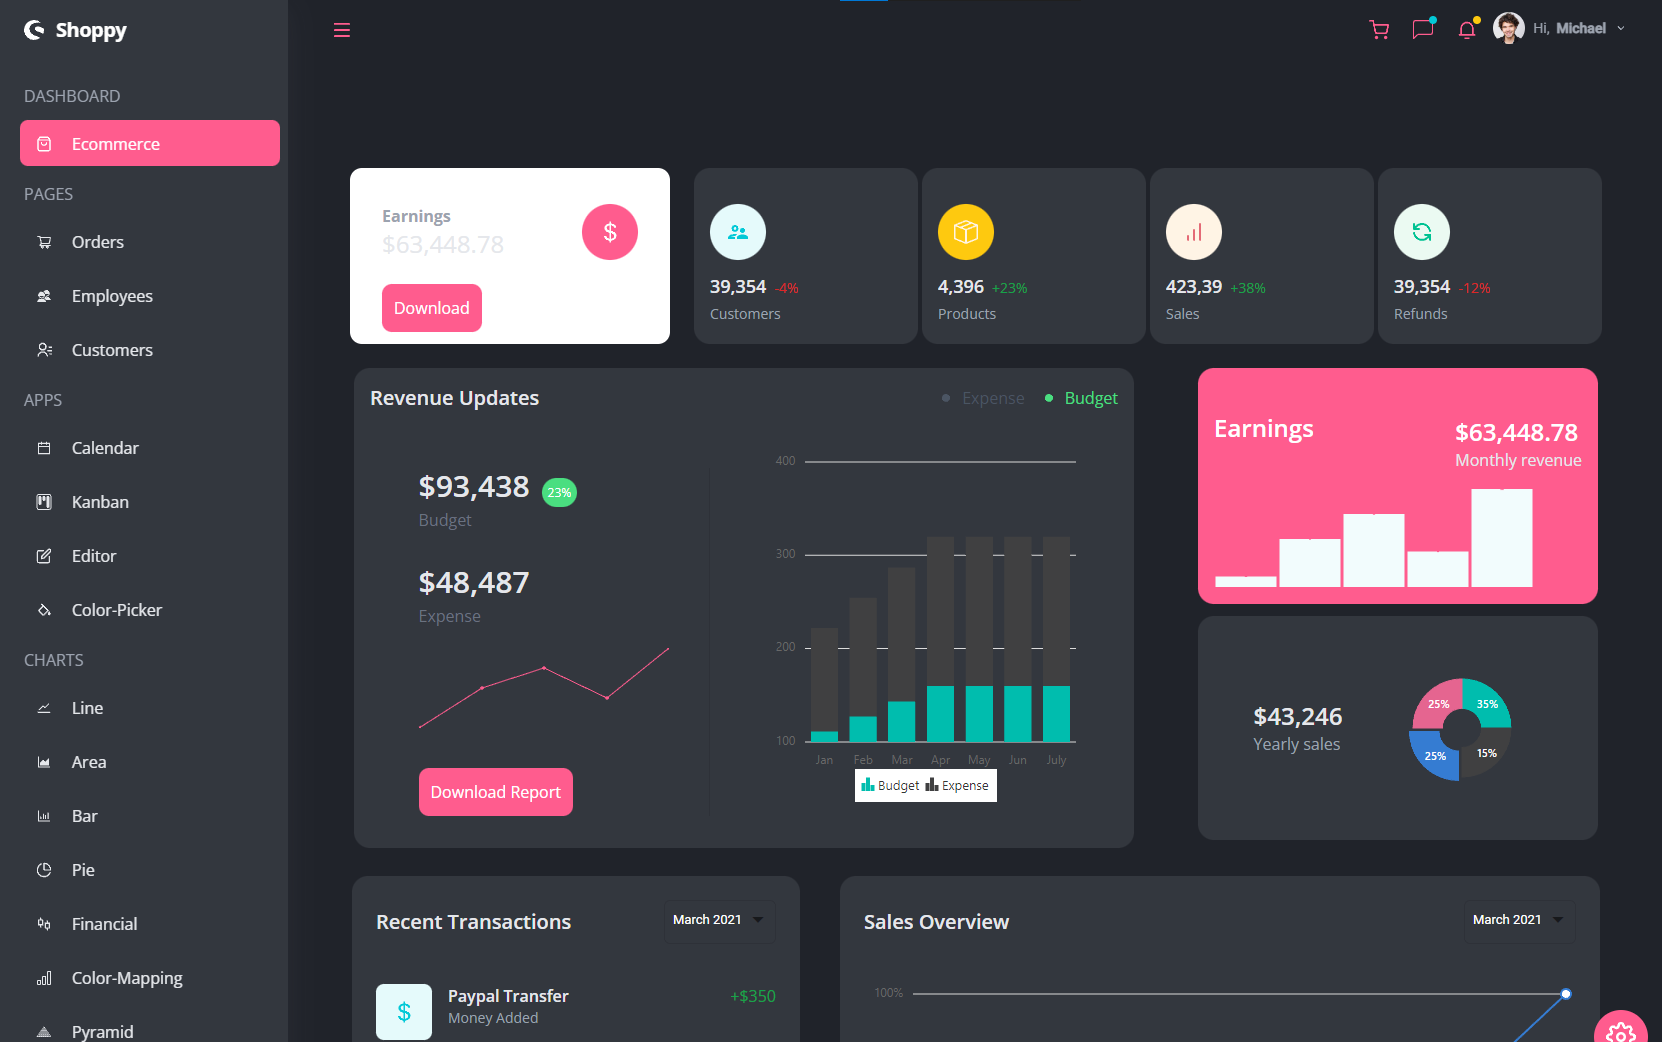 Shoppy
Hi, Michael
DASHBOARD
Ecommerce
PAGES
Orders
Employees
Customers
APPS
Calendar
Kanban
Editor
Color-Picker
CHARTS
Line
Area
Bar
Pie
Financial
Color-Mapping
Pyramid
Earnings
$63,448.78
$
Download
39,354 -4%
Customers
4,396 +23%
Products
423,39 +38%
Sales
39,354 -12%
Refunds
Revenue Updates
Expense
Budget
$93,438 23%
Budget
$48,487
Expense
Download Report
400
300
200
100
Jan Feb Mar Apr May Jun July
Budget Expense
Earnings
$63,448.78
Monthly revenue
$43,246
Yearly sales
25% 35%
25% 15%
Recent Transactions
March 2021
$
Paypal Transfer
+$350
Money Added
Sales Overview
March 2021
100%